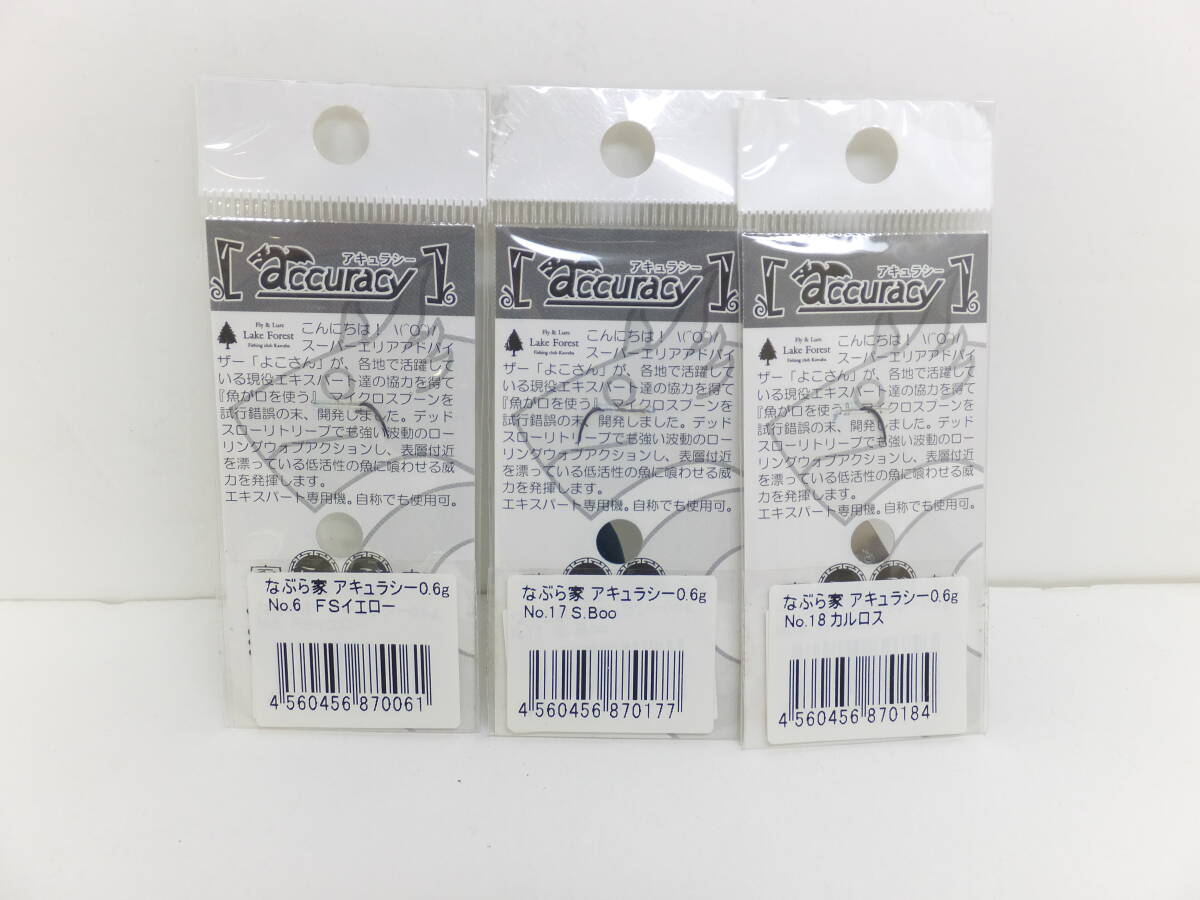 アキュラシー
accuracy
Fly & Lure
Lake Forest
Fishing club Kuroba
こんにちは！ \(^O^)/
スーパーエリアアドバイ
ザー「よこさん」が、各地で活躍して
いる現役エキスパート達の協力を得て
『魚が口を使う』マイクロスプーンを
試行錯誤の末、開発しました。デッド
スローリトリーブでも強い波動のロー
リングウォブアクションし、表層付近
を漂っている低活性の魚に喰わせる威
力を発揮します。
エキスパート専用機。自称でも使用可。
なぶら家 アキュラシー0.6g
No.6 FSイエロー
4 560456 870061
アキュラシー
accuracy
Fly & Lure
Lake Forest
こんにちは！ \(^O^)/
スーパーエリアアドバイ
ザー「よこさん」が、各地で活躍して
いる現役エキスパート達の協力を得て
『魚が口を使う』マイクロスプーンを
試行錯誤の末、開発しました。デッド
スローリトリーブでも強い波動のロー
リングウォブアクションし、表層付近
を漂っている低活性の魚に喰わせる威
力を発揮します。
エキスパート専用機。自称でも使用可。
なぶら家 アキュラシー0.6g
No.17 S.Boo
4 560456 870177
アキュラシー
accuracy
Fly & Lure
Lake Forest
こんにちは！ \(^O^)/
スーパーエリアアドバイ
ザー「よこさん」が、各地で活躍して
いる現役エキスパート達の協力を得て
『魚が口を使う』マイクロスプーンを
試行錯誤の末、開発しました。デッド
スローリトリーブでも強い波動のロー
リングウォブアクションし、表層付近
を漂っている低活性の魚に喰わせる威
力を発揮します。
エキスパート専用機。自称でも使用可。
なぶら家 アキュラシー0.6g
No.18 カルロス
4 560456 870184